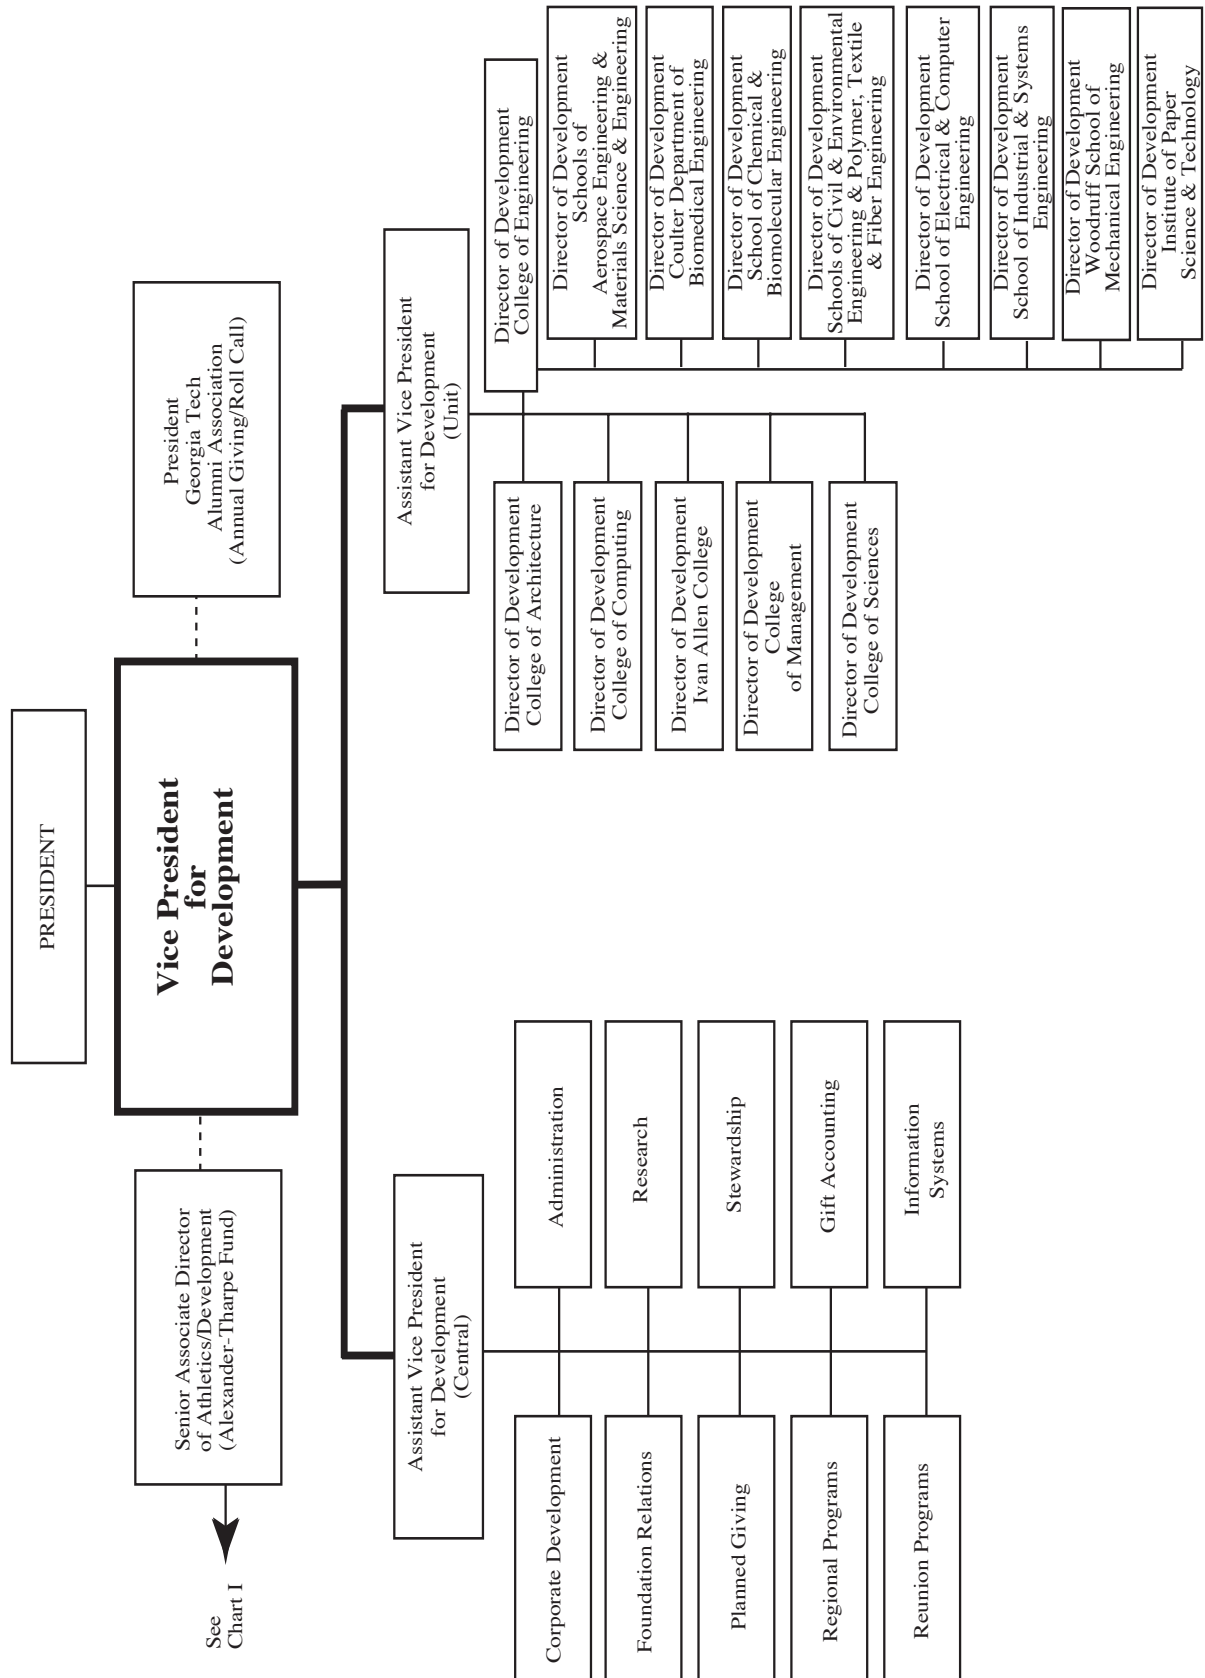 PRESIDENT
Vice President
for
Development
Senior Associate Director
of Athletics/Development
(Alexander-Tharpe Fund)
See
Chart I
President
Georgia Tech
Alumni Association
(Annual Giving/Roll Call)
Assistant Vice President
for Development
(Central)
Corporate Development
Administration
Foundation Relations
Research
Planned Giving
Stewardship
Regional Programs
Gift Accounting
Reunion Programs
Information
Systems
Assistant Vice President
for Development
(Unit)
Director of Development
College of Architecture
Director of Development
College of Computing
Director of Development
Ivan Allen College
Director of Development
College
of Management
Director of Development
College of Sciences
Director of Development
College of Engineering
Director of Development
Schools of
Aerospace Engineering &
Materials Science & Engineering
Director of Development
Coulter Department of
Biomedical Engineering
Director of Development
School of Chemical &
Biomolecular Engineering
Director of Development
Schools of Civil & Environmental
Engineering & Polymer, Textile
& Fiber Engineering
Director of Development
School of Electrical & Computer
Engineering
Director of Development
School of Industrial & Systems
Engineering
Director of Development
Woodruff School of
Mechanical Engineering
Director of Development
Institute of Paper
Science & Technology